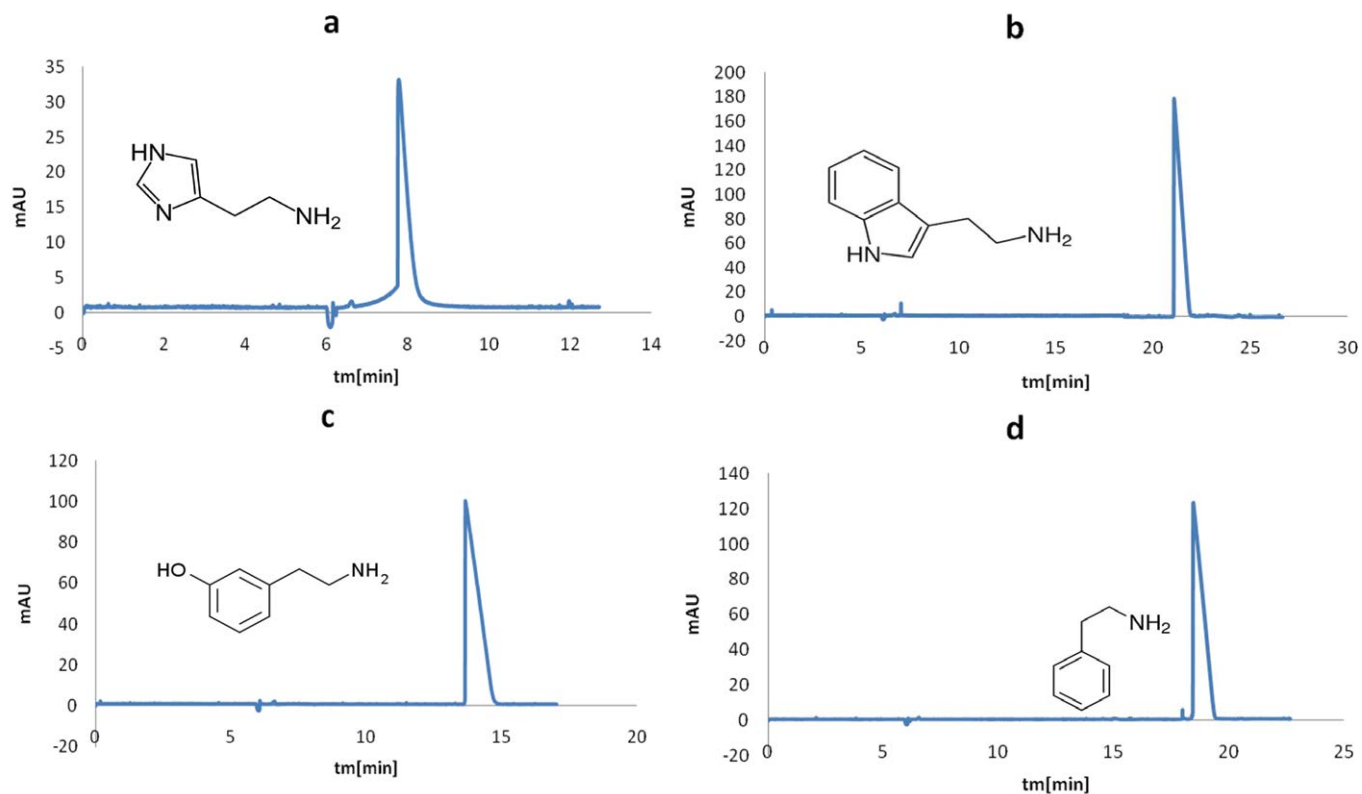 a
35
30
25
20
15
10
5
0
-5
mAU
0 2 4 6 8 10 12 14
tm[min]
HN
N
NH2
b
200
180
160
140
120
100
80
60
40
20
0
-20
mAU
0 5 10 15 20 25 30
tm[min]
HN
NH2
c
120
100
80
60
40
20
0
-20
mAU
0 5 10 15 20
tm[min]
HO
NH2
d
140
120
100
80
60
40
20
0
-20
mAU
0 5 10 15 20 25
tm[min]
NH2